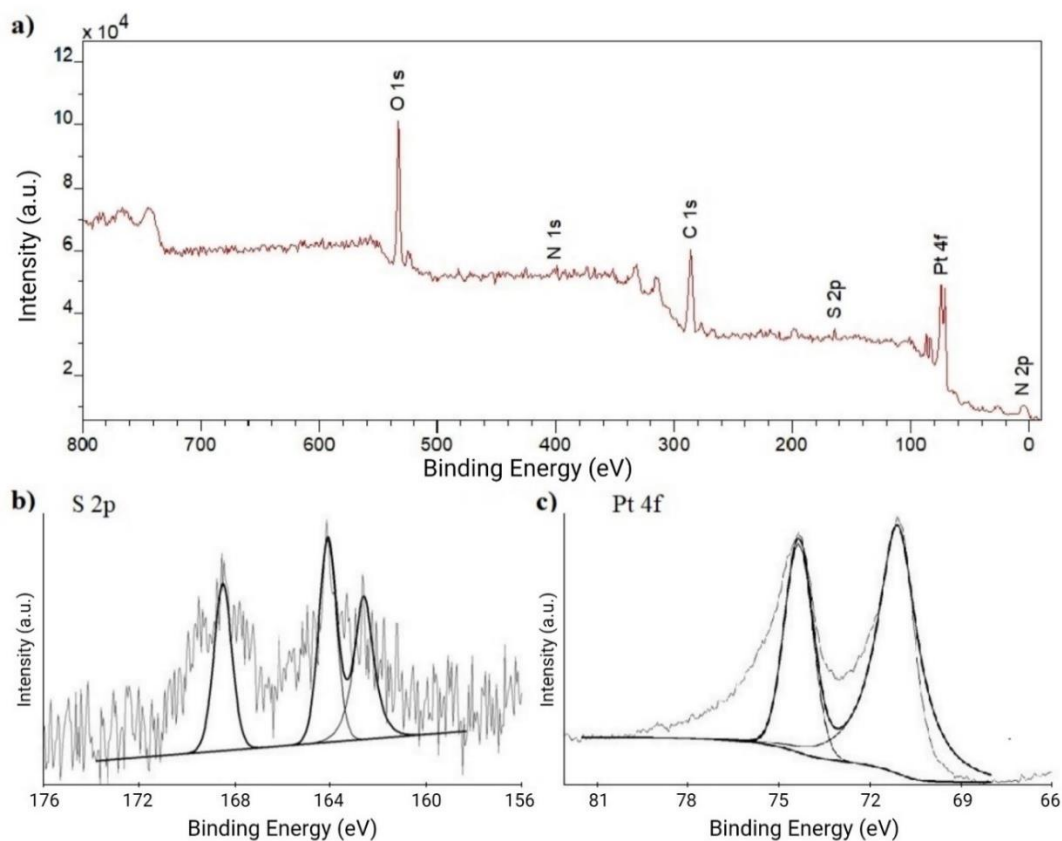 a)
x 10⁴
12
10
8
6
4
2
Intensity (a.u.)
O 1s
N 1s
C 1s
S 2p
Pt 4f
N 2p
800 700 600 500 400 300 200 100 0
Binding Energy (eV)
b) S 2p
Intensity (a.u.)
176 172 168 164 160 156
Binding Energy (eV)
c) Pt 4f
Intensity (a.u.)
81 78 75 72 69 66
Binding Energy (eV)